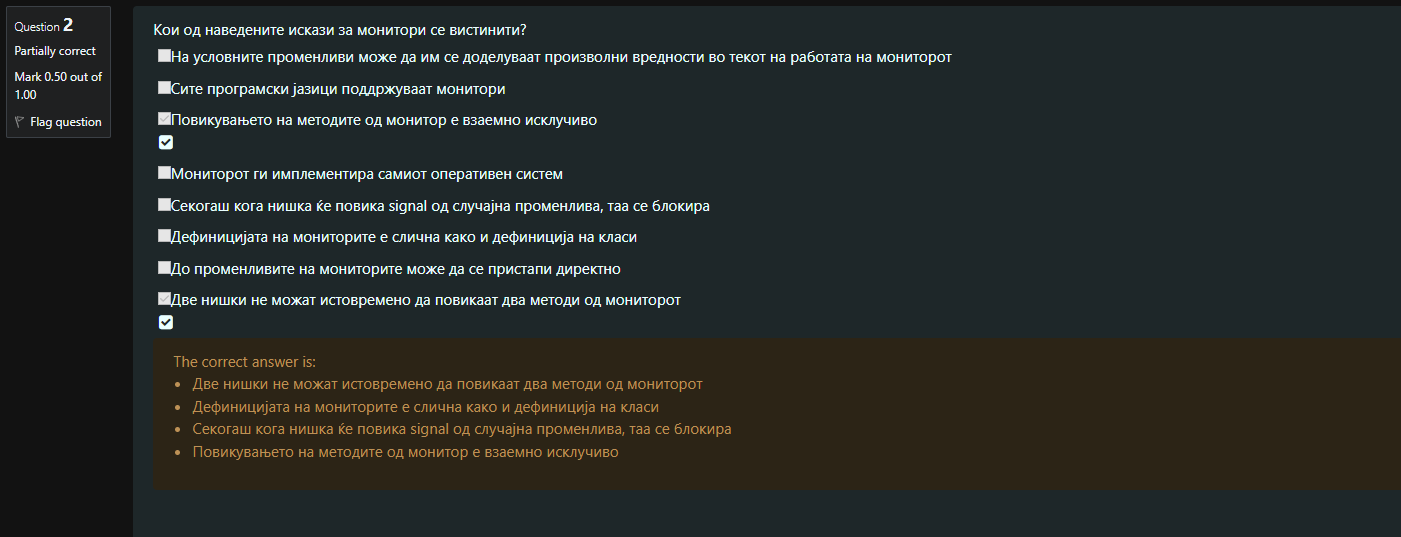 Question 2
Partially correct
Mark 0.50 out of
1.00
Flag question
Кои од наведените искази за монитори се вистинити?
На условните променливи може да им се доделуваат произволни вредности во текот на работата на мониторот
Сите програмски јазици поддржуваат монитори
Повикувањето на методите од монитор е взаемно исклучиво
Мониторот ги имплементира самиот оперативен систем
Секогаш кога нишка ќе повика signal од случајна променлива, таа се блокира
Дефиницијата на мониторите е слична како и дефиниција на класи
До променливите на мониторите може да се пристапи директно
Две нишки не можат истовремено да повикаат два методи од мониторот
The correct answer is:
• Две нишки не можат истовремено да повикаат два методи од мониторот
• Дефиницијата на мониторите е слична како и дефиниција на класи
• Секогаш кога нишка ќе повика signal од случајна променлива, таа се блокира
• Повикувањето на методите од монитор е взаемно исклучиво